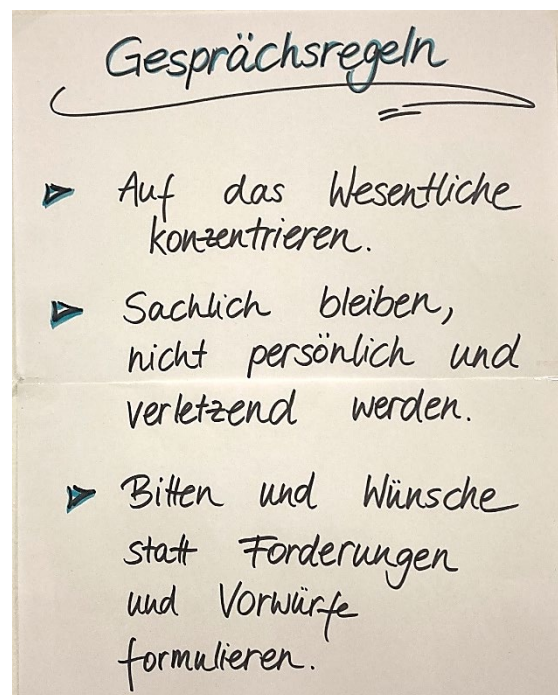 Gesprächsregeln
Auf das Wesentliche
konzentrieren.
Sachlich bleiben,
nicht persönlich und
verletzend werden.
Bitten und Wünsche
statt Forderungen
und Vorwürfe
formulieren.